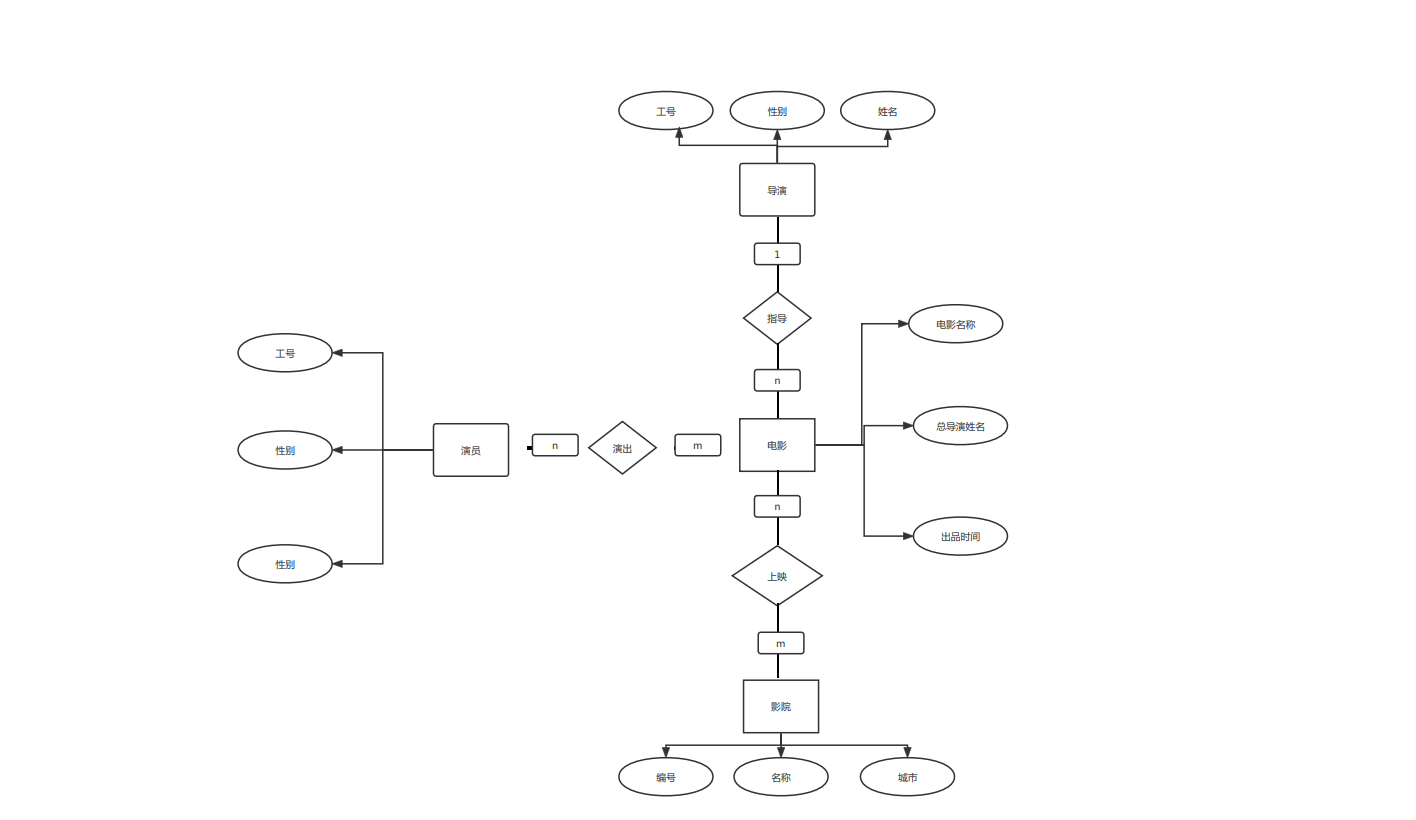 工号
性别
姓名
导演
1
指导
电影名称
n
工号
总导演姓名
演员
n
演出
m
电影
性别
n
出品时间
性别
上映
m
影院
编号
名称
城市